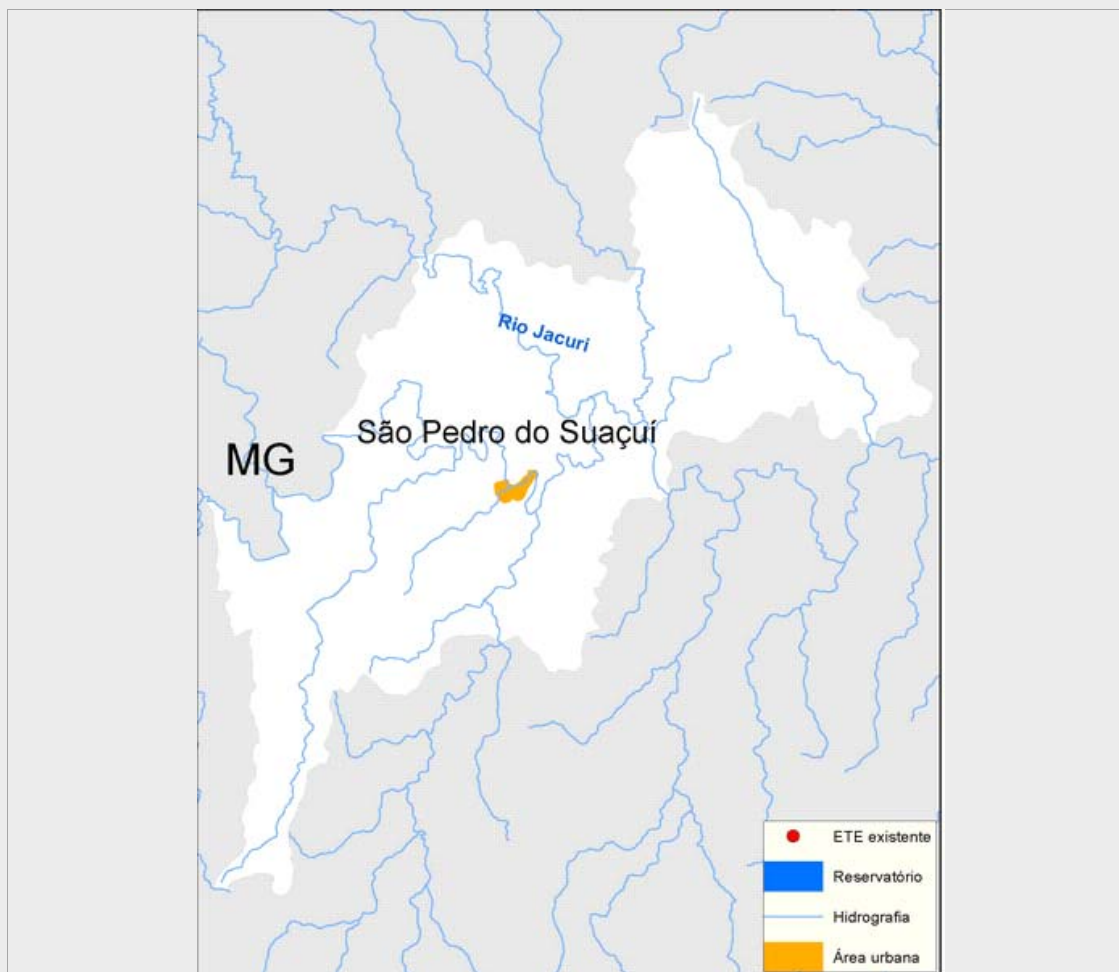 Rio Jacuri
São Pedro do Suaçuí
MG
ETE existente
Reservatório
Hidrografia
Área urbana